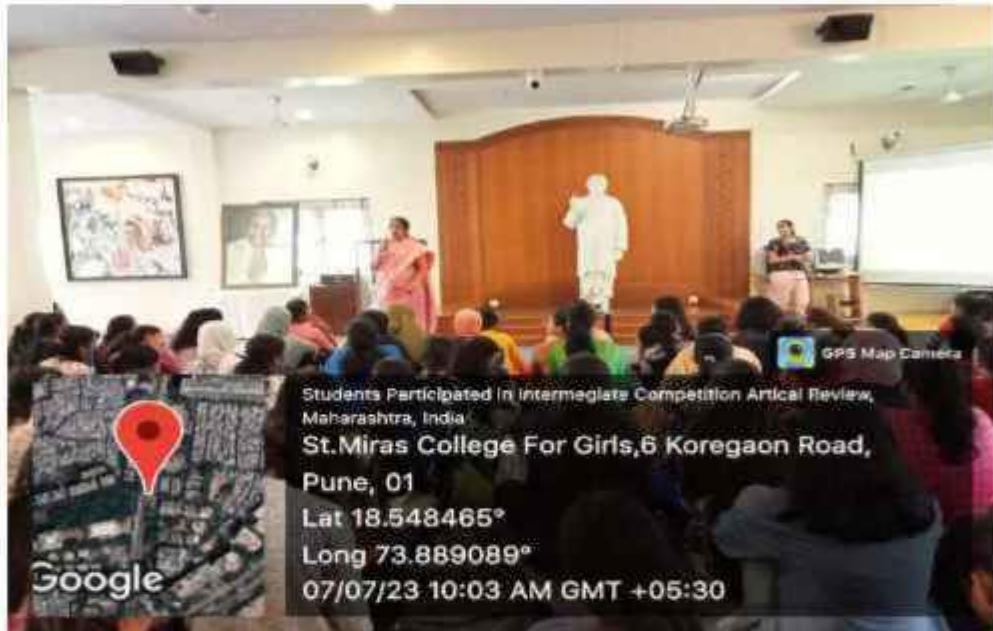 GPS Map Camera
Students Participated in Intermegiate Competition Artical Review,
Maharashtra, India
St.Miras College For Girls,6 Koregaon Road,
Pune, 01
Lat 18.548465°
Long 73.889089°
07/07/23 10:03 AM GMT +05:30
Google